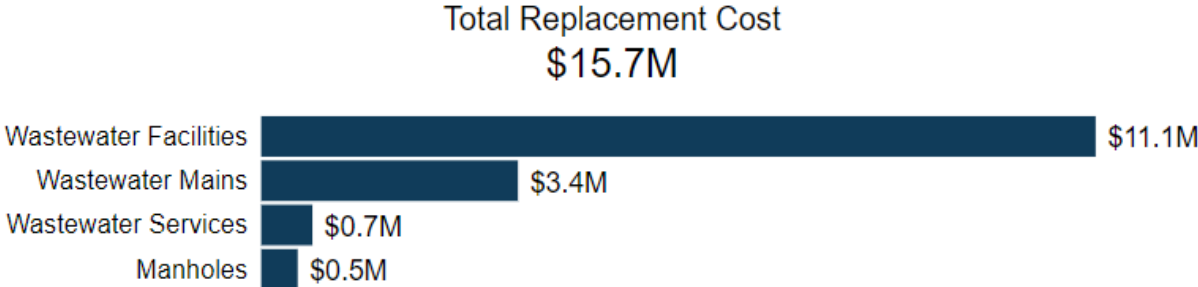 Total Replacement Cost
$15.7M
Wastewater Facilities $11.1M
Wastewater Mains $3.4M
Wastewater Services $0.7M
Manholes $0.5M